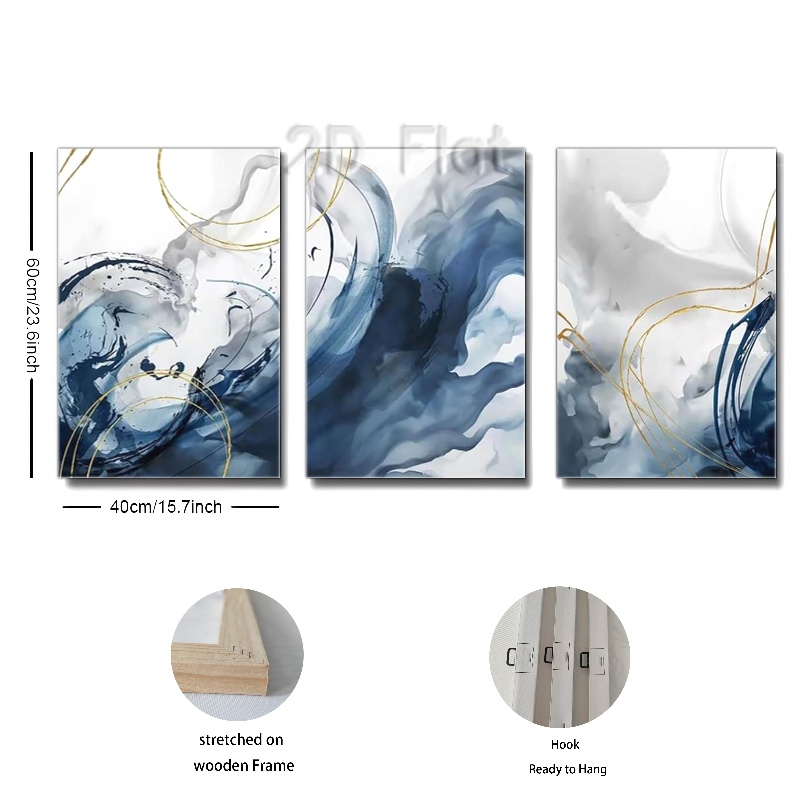 2D Flat
60cm/23.6inch
40cm/15.7inch
stretched on
wooden Frame
Hook
Ready to Hang